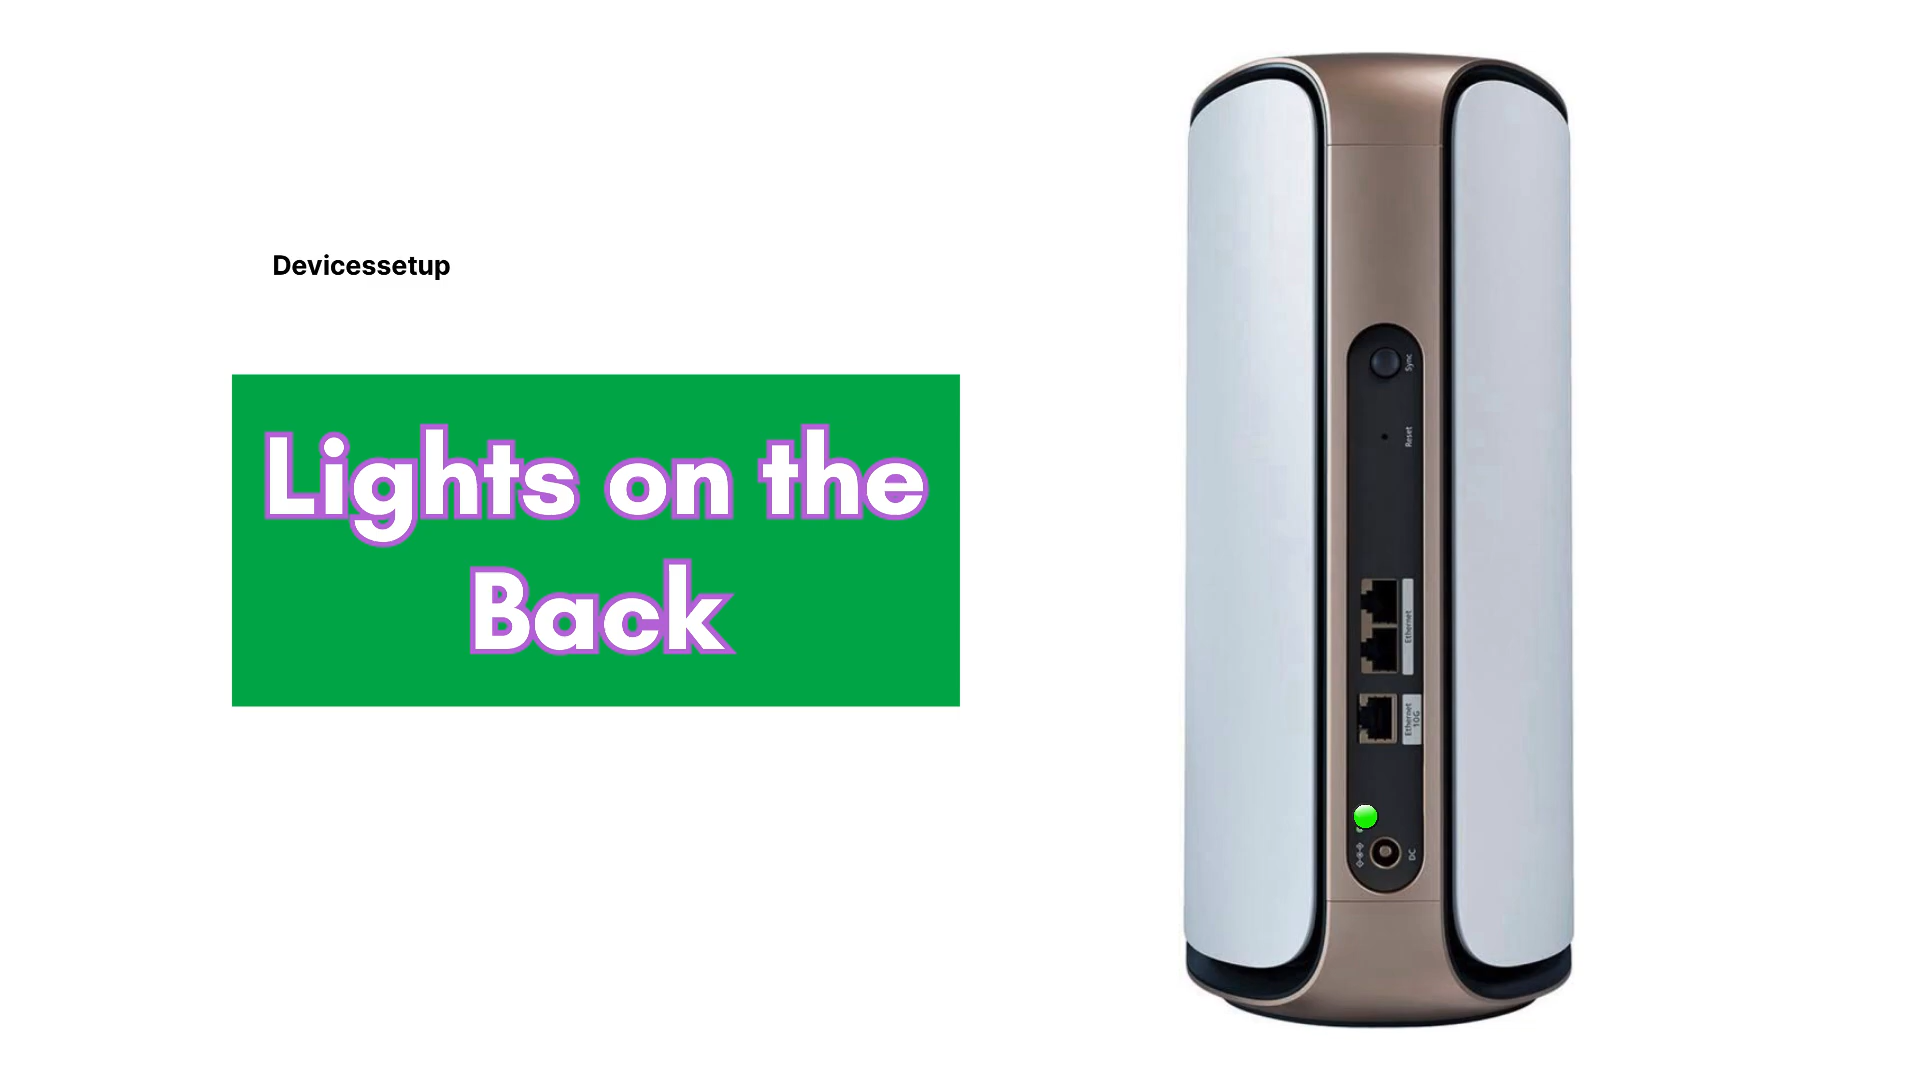 Devicessetup
Lights on the
Back
Sync
Reset
Ethernet
Ethernet
10G
DC